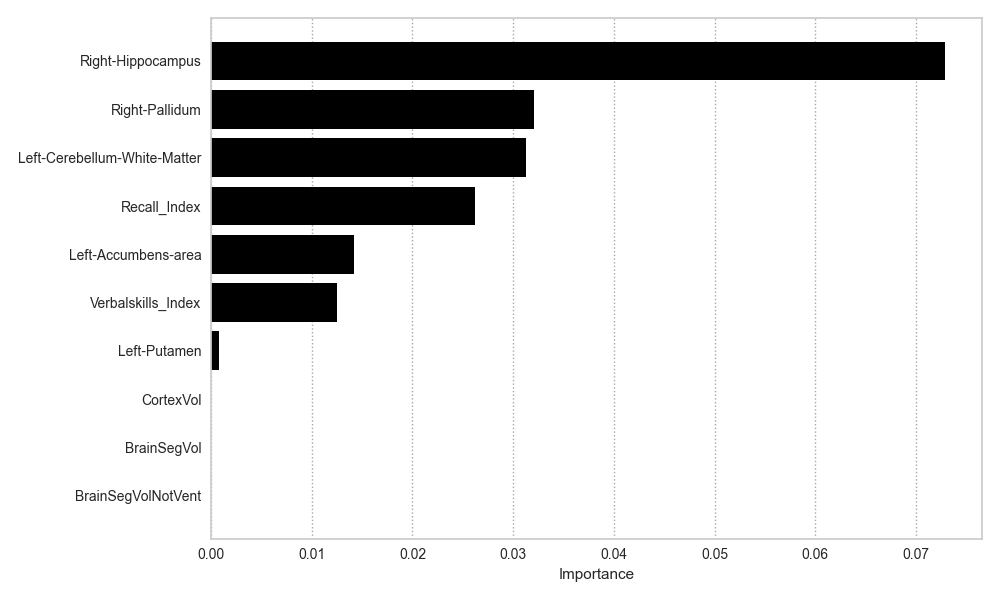 Right-Hippocampus
Right-Pallidum
Left-Cerebellum-White-Matter
Recall_Index
Left-Accumbens-area
Verbalskills_Index
Left-Putamen
CortexVol
BrainSegVol
BrainSegVolNotVent
0.00 0.01 0.02 0.03 0.04 0.05 0.06 0.07
Importance